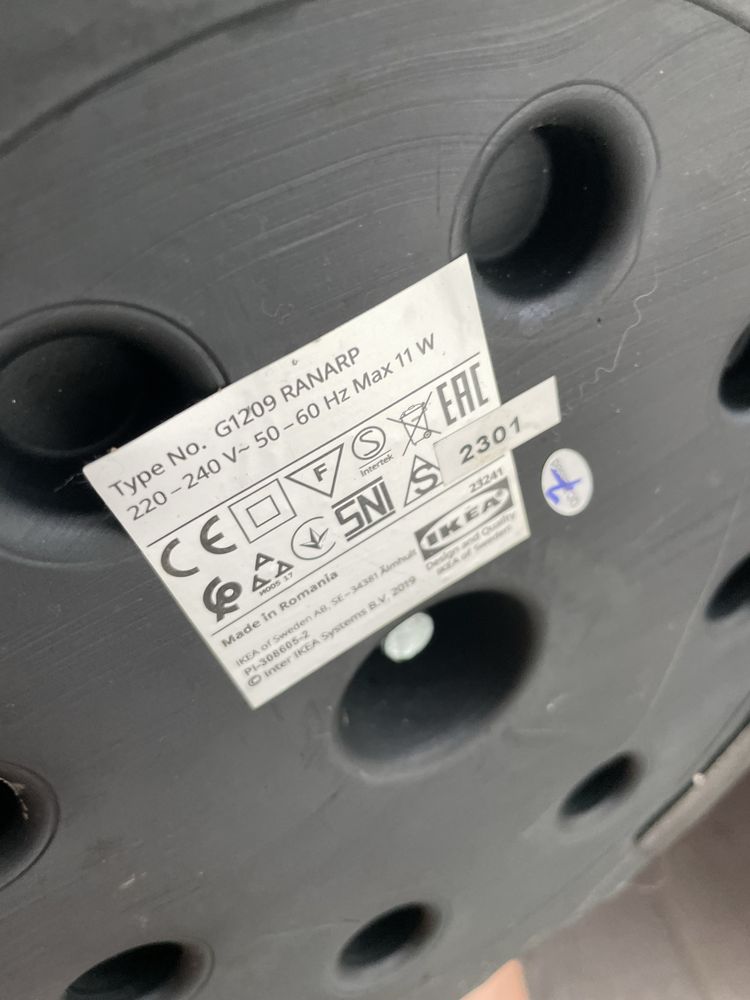 Type No. G1209 RANARP
220–240 V~ 50–60 Hz Max 11 W
CE F S Intertek EAC
SNI S 2301
M005 17
23241
IKEA®
Design and Quality
IKEA of Sweden
Made in Romania
IKEA of Sweden AB, SE–34381 Älmhult
PI-308605-2
© Inter IKEA Systems B.V. 2019